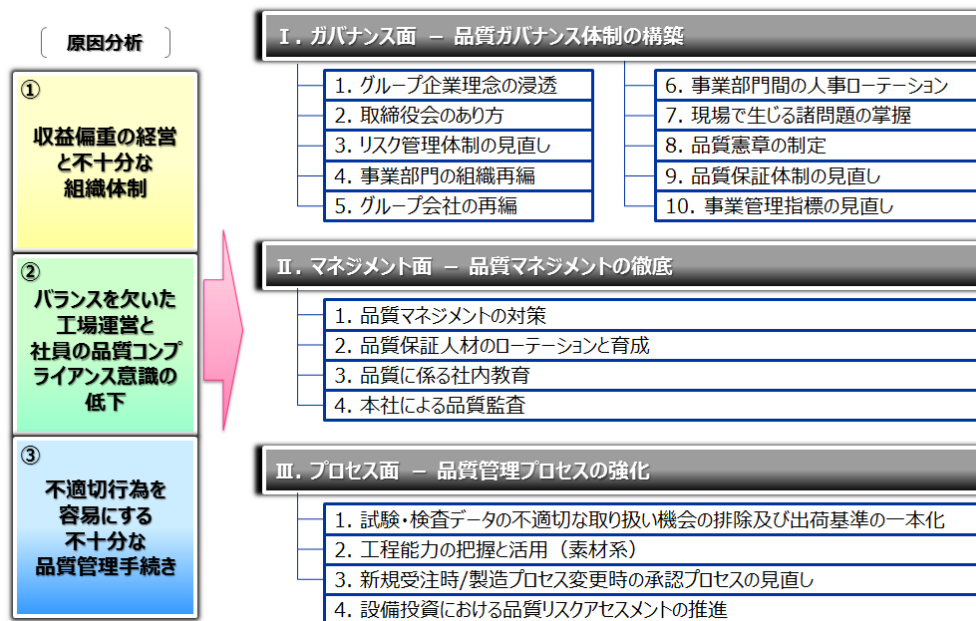 原因分析
①
収益偏重の経営
と不十分な
組織体制
②
バランスを欠いた
工場運営と
社員の品質コンプ
ライアンス意識の
低下
③
不適切行為を
容易にする
不十分な
品質管理手続き
Ⅰ. ガバナンス面 － 品質ガバナンス体制の構築
1. グループ企業理念の浸透
2. 取締役会のあり方
3. リスク管理体制の見直し
4. 事業部門の組織再編
5. グループ会社の再編
6. 事業部門間の人事ローテーション
7. 現場で生じる諸問題の掌握
8. 品質憲章の制定
9. 品質保証体制の見直し
10. 事業管理指標の見直し
Ⅱ. マネジメント面 － 品質マネジメントの徹底
1. 品質マネジメントの対策
2. 品質保証人材のローテーションと育成
3. 品質に係る社内教育
4. 本社による品質監査
Ⅲ. プロセス面 － 品質管理プロセスの強化
1. 試験・検査データの不適切な取り扱い機会の排除及び出荷基準の一本化
2. 工程能力の把握と活用（素材系）
3. 新規受注時/製造プロセス変更時の承認プロセスの見直し
4. 設備投資における品質リスクアセスメントの推進